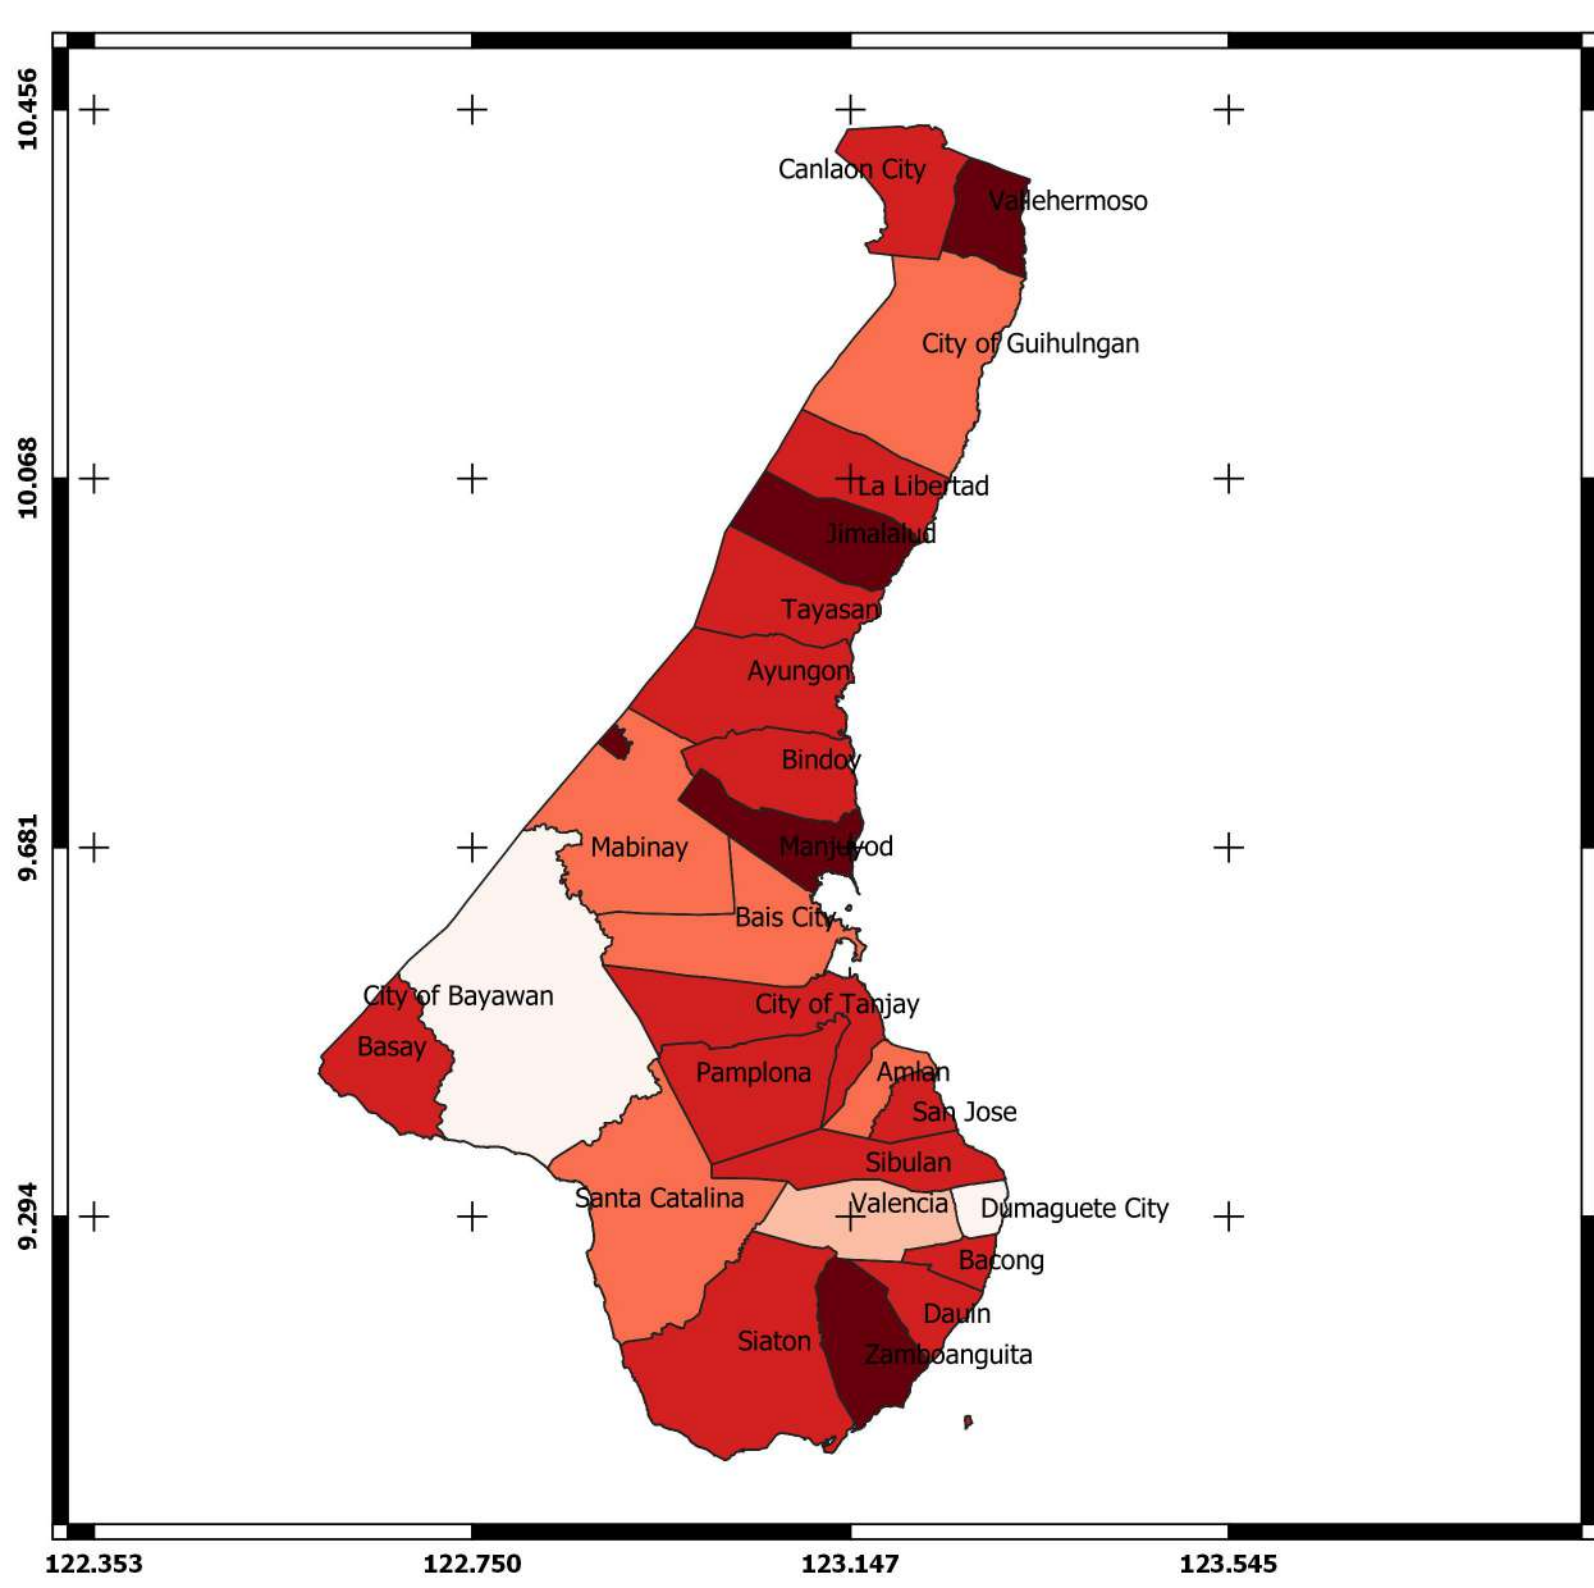 10.456
Canlaon City
Vallehermoso
City of Guihulngan
10.068
La Libertad
Jimalalud
Tayasan
Ayungon
Bindoy
9.681
Mabinay
Manjuyod
Bais City
City of Bayawan
City of Tanjay
Basay
Pamplona
Amlan
San Jose
Sibulan
9.294
Santa Catalina
Valencia
Dumaguete City
Bacong
Dauin
Siaton
Zamboanguita
122.353
122.750
123.147
123.545